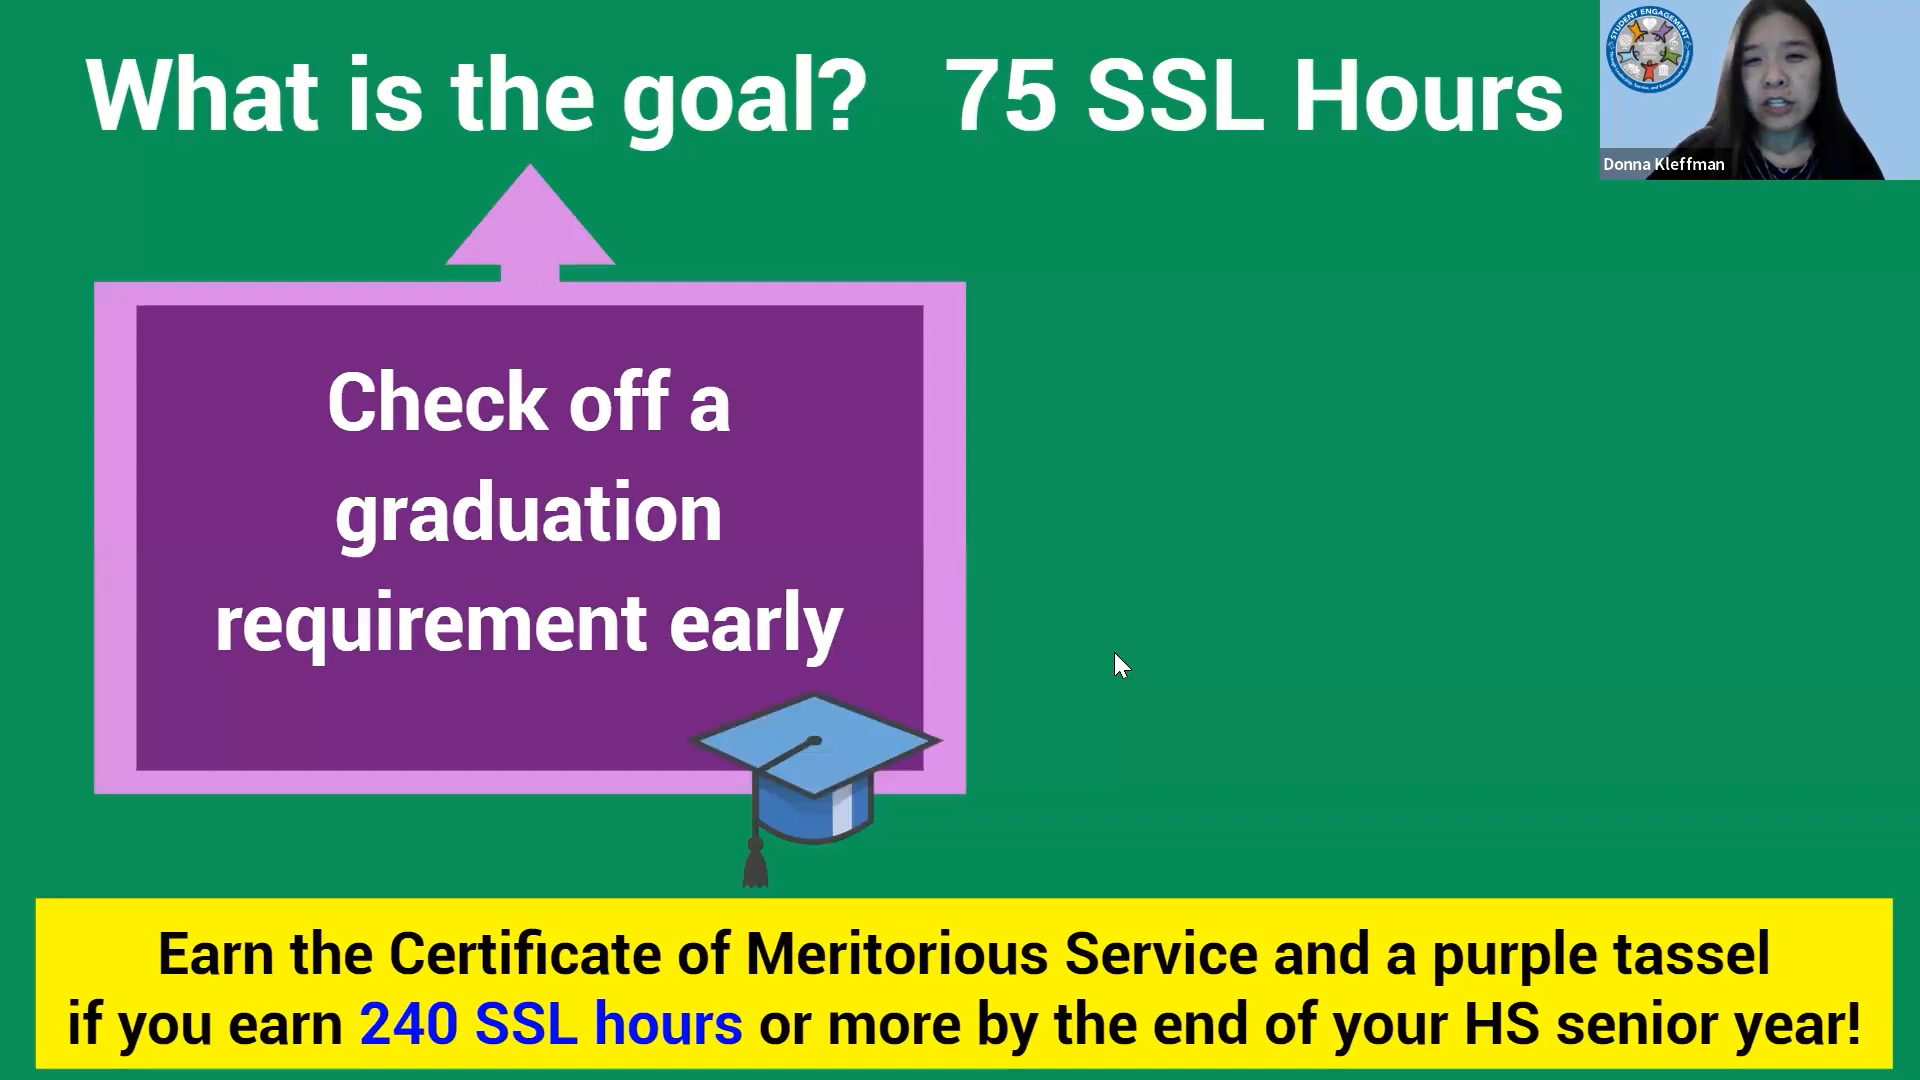 What is the goal? 75 SSL Hours
STUDENT ENGAGEMENT
Donna Kleffman
Check off a
graduation
requirement early
Earn the Certificate of Meritorious Service and a purple tassel
if you earn 240 SSL hours or more by the end of your HS senior year!